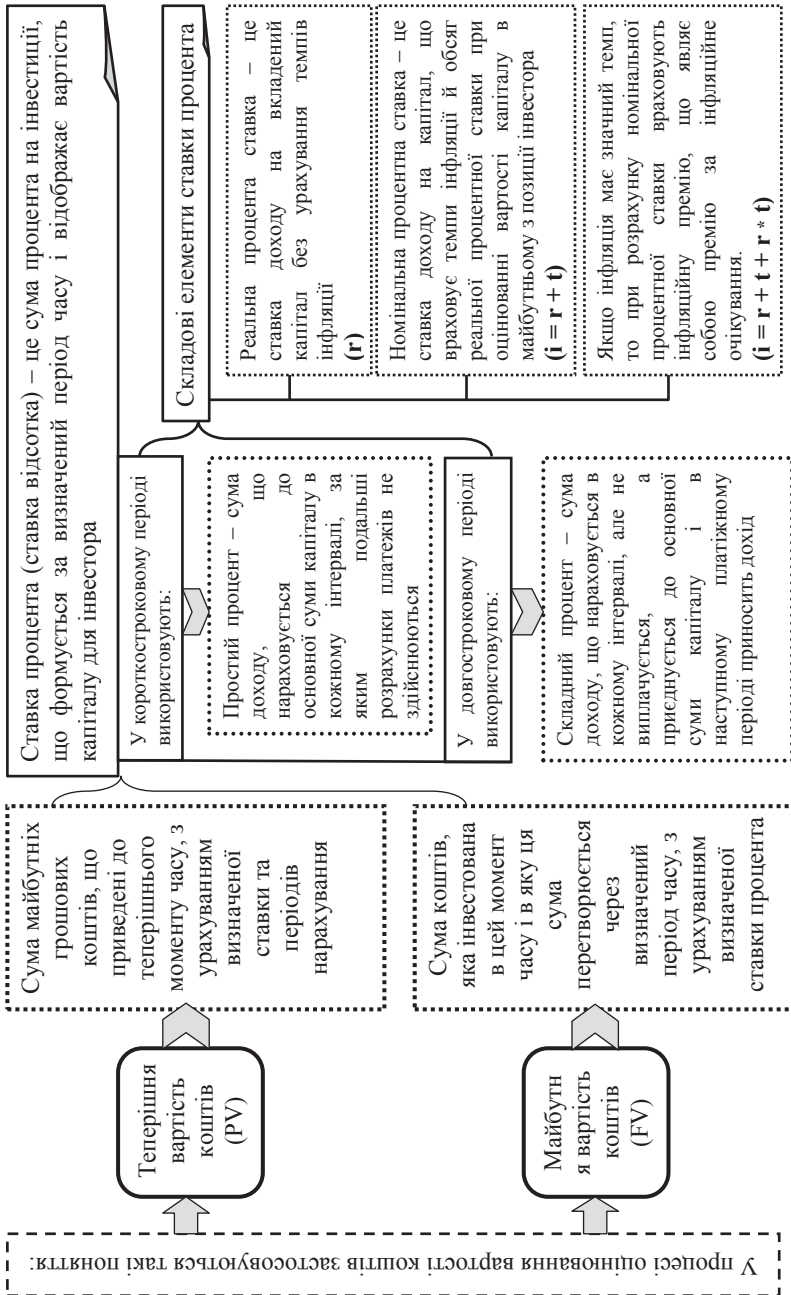 У процесі оцінювання вартості коштів застосовуються такі поняття:
Теперішня
вартість
коштів
(PV)
Сума майбутніх
грошових
коштів, що
приведені до
теперішнього
моменту часу, з
урахуванням
визначеної
ставки та
періодів
нарахування
Майбутн
я вартість
коштів
(FV)
Сума коштів,
яка інвестована
в цей момент
часу і в яку ця
сума
перетворюється
через
визначений
період часу, з
урахуванням
визначеної
ставки процента
Ставка процента (ставка відсотка) – це сума процента на інвестиції,
що формується за визначений період часу і відображає вартість
капіталу для інвестора
У короткостроковому періоді
використовують:
Простий процент – сума
доходу, що
нараховується до
основної суми капіталу в
кожному інтервалі, за
яким подальші
розрахунки платежів не
здійснюються
У довгостроковому періоді
використовують:
Складний процент – сума
доходу, що нараховується в
кожному інтервалі, але не
виплачується, а
приєднується до основної
суми капіталу і в
наступному платіжному
періоді приносить дохід
Складові елементи ставки процента
Реальна процента ставка – це
ставка доходу на вкладений
капітал без урахування темпів
інфляції
(r)
Номінальна процентна ставка – це
ставка доходу на капітал, що
враховує темпи інфляції й обсяг
реальної процентної ставки при
оцінюванні вартості капіталу в
майбутньому з позиції інвестора
(i = r + t)
Якщо інфляція має значний темп,
то при розрахунку номінальної
процентної ставки враховують
інфляційну премію, що являє
собою премію за інфляційне
очікування.
(i = r + t + r * t)